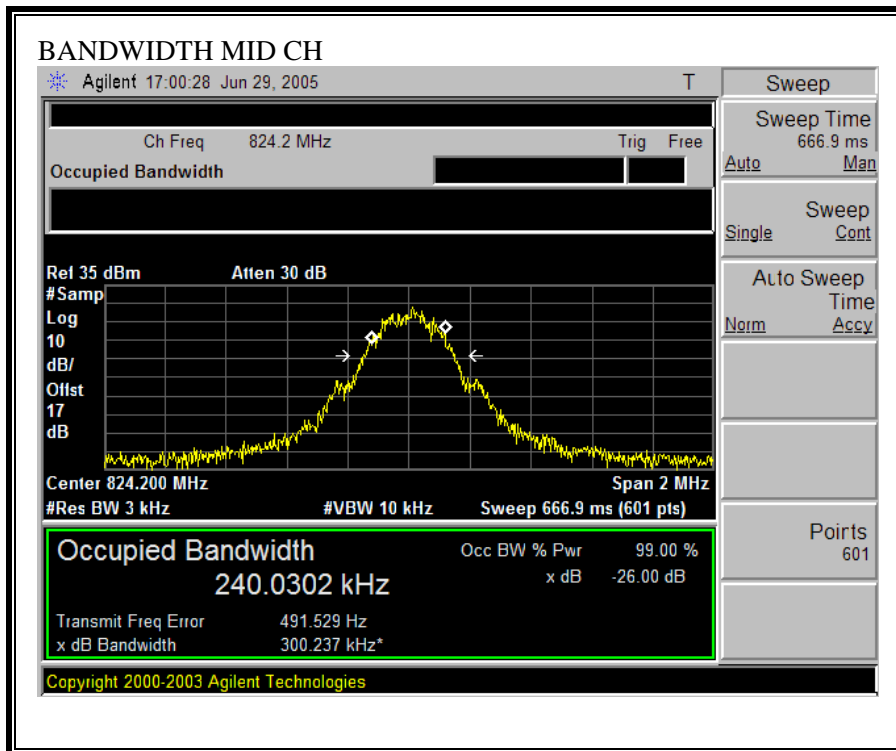 BANDWIDTH MID CH
Agilent 17:00:28 Jun 29, 2005 T
Sweep
Ch Freq 824.2 MHz Trig Free
Occupied Bandwidth
Sweep Time
666.9 ms
Auto Man
Sweep
Single Cont
Auto Sweep
Time
Norm Accy
Ref 35 dBm Atten 30 dB
#Samp
Log
10
dB/
Offst
17
dB
Center 824.200 MHz Span 2 MHz
#Res BW 3 kHz #VBW 10 kHz Sweep 666.9 ms (601 pts)
Occupied Bandwidth Occ BW % Pwr 99.00 %
240.0302 kHz x dB -26.00 dB
Transmit Freq Error 491.529 Hz
x dB Bandwidth 300.237 kHz*
Points
601
Copyright 2000-2003 Agilent Technologies